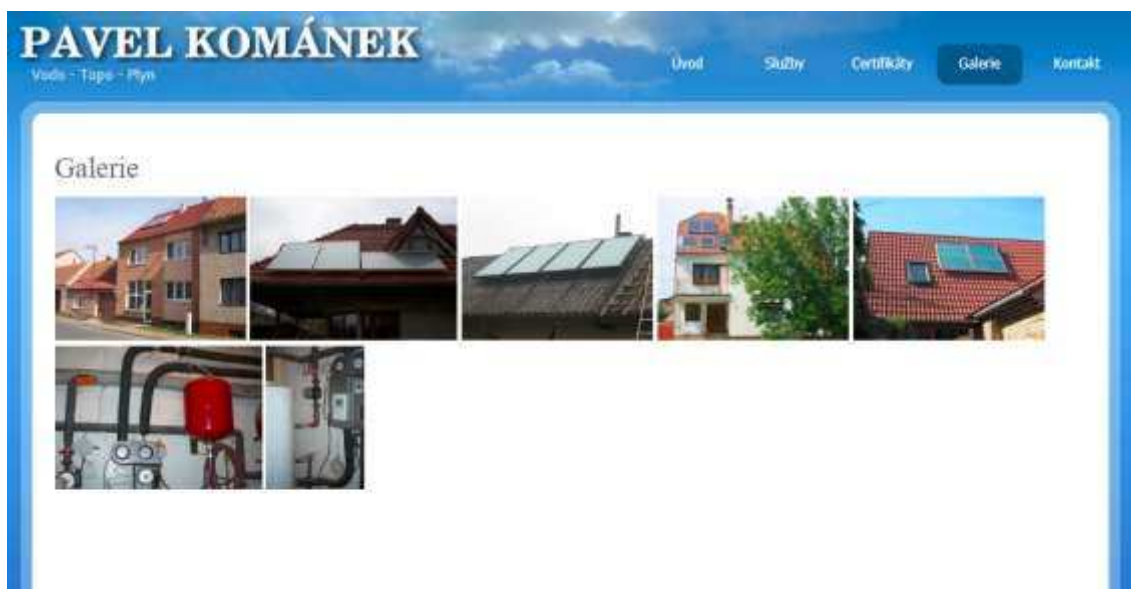 PAVEL KOMÁNEK
Voda - Topo - Plyn
Úvod
Služby
Certifikáty
Galerie
Kontakt
Galerie